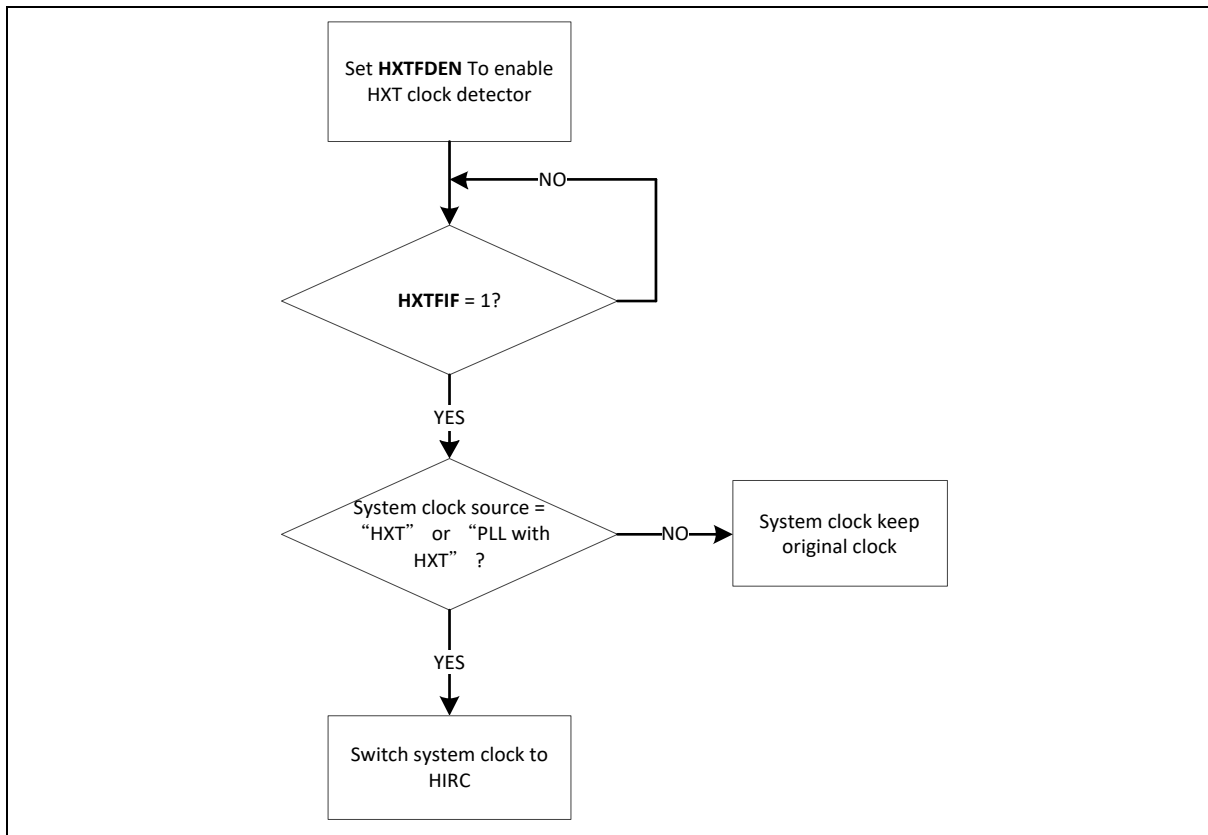 Set HXTFDEN To enable
HXT clock detector
NO
HXTFIF = 1?
YES
System clock source =
“HXT” or “PLL with
HXT” ?
NO
System clock keep
original clock
YES
Switch system clock to
HIRC